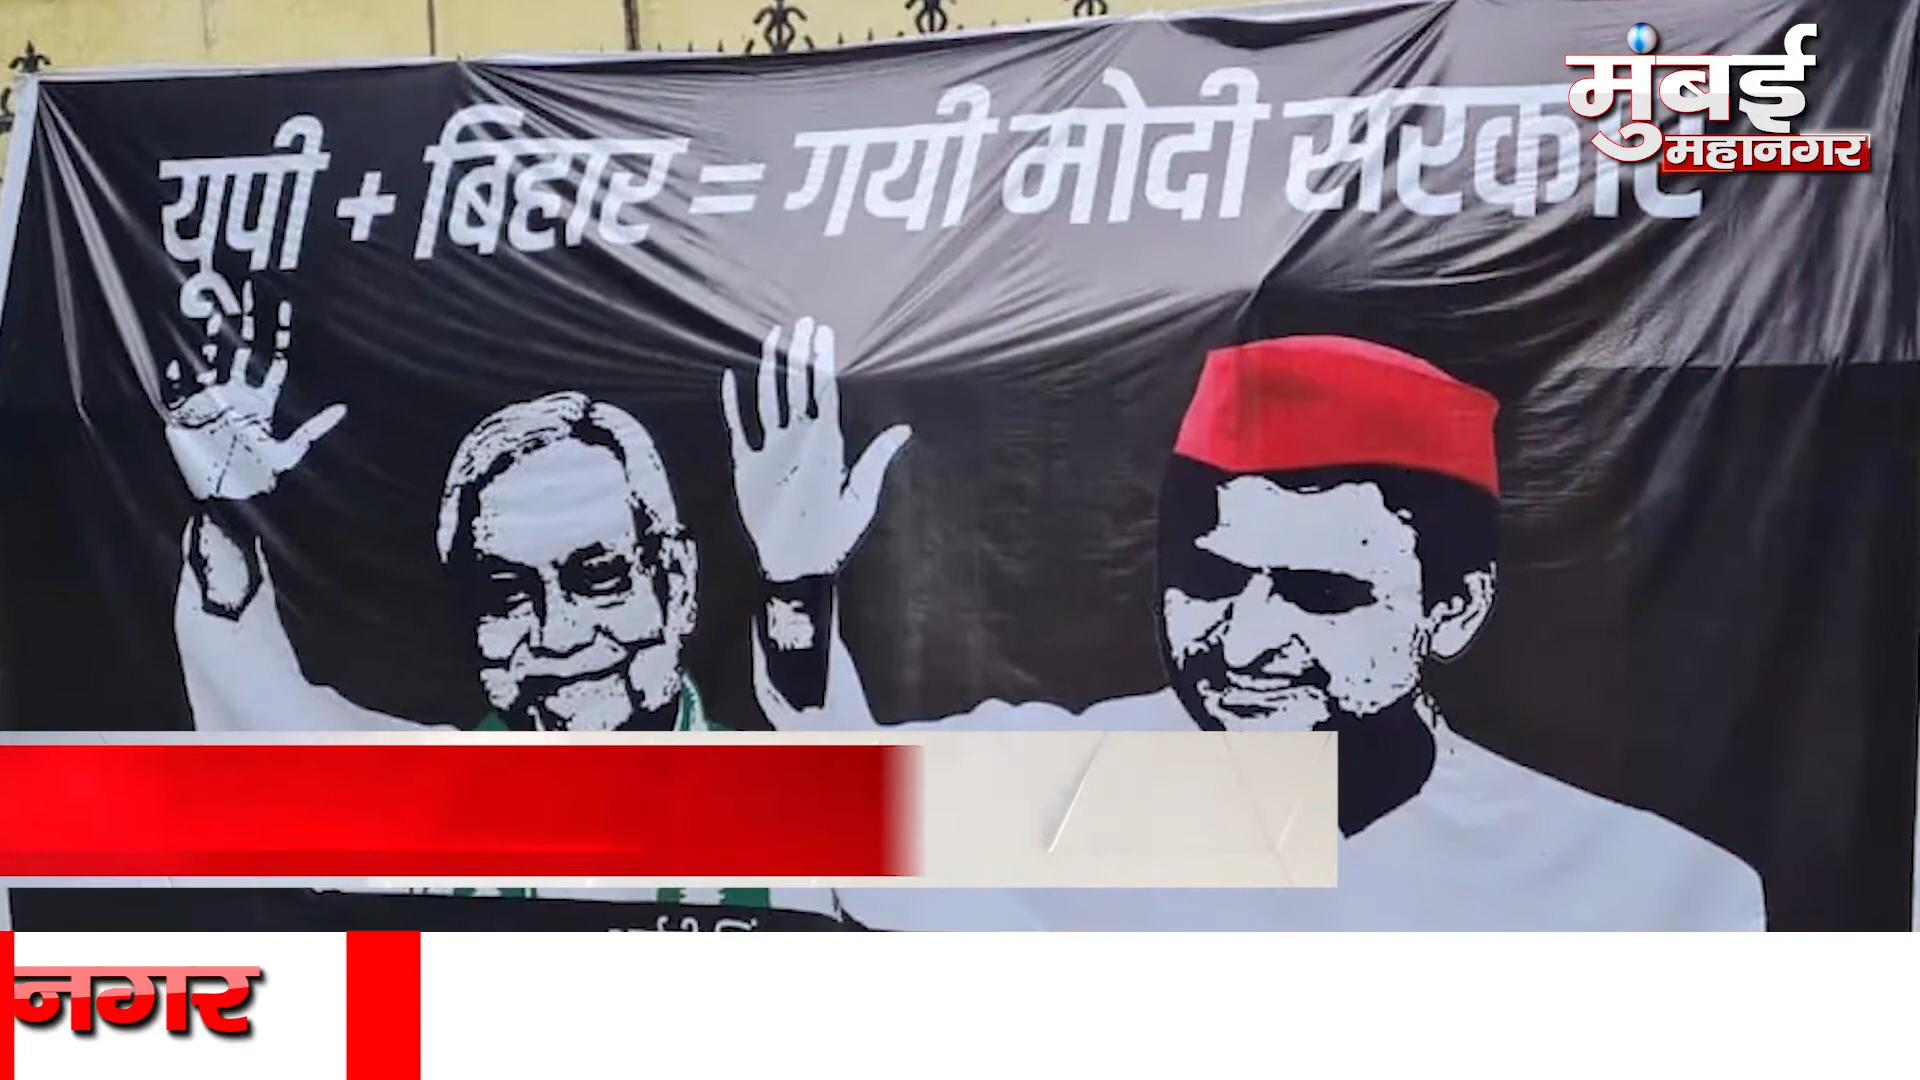 यूपी + बिहार = गयी मोदी सरकार
मुंबई
महानगर
नगर